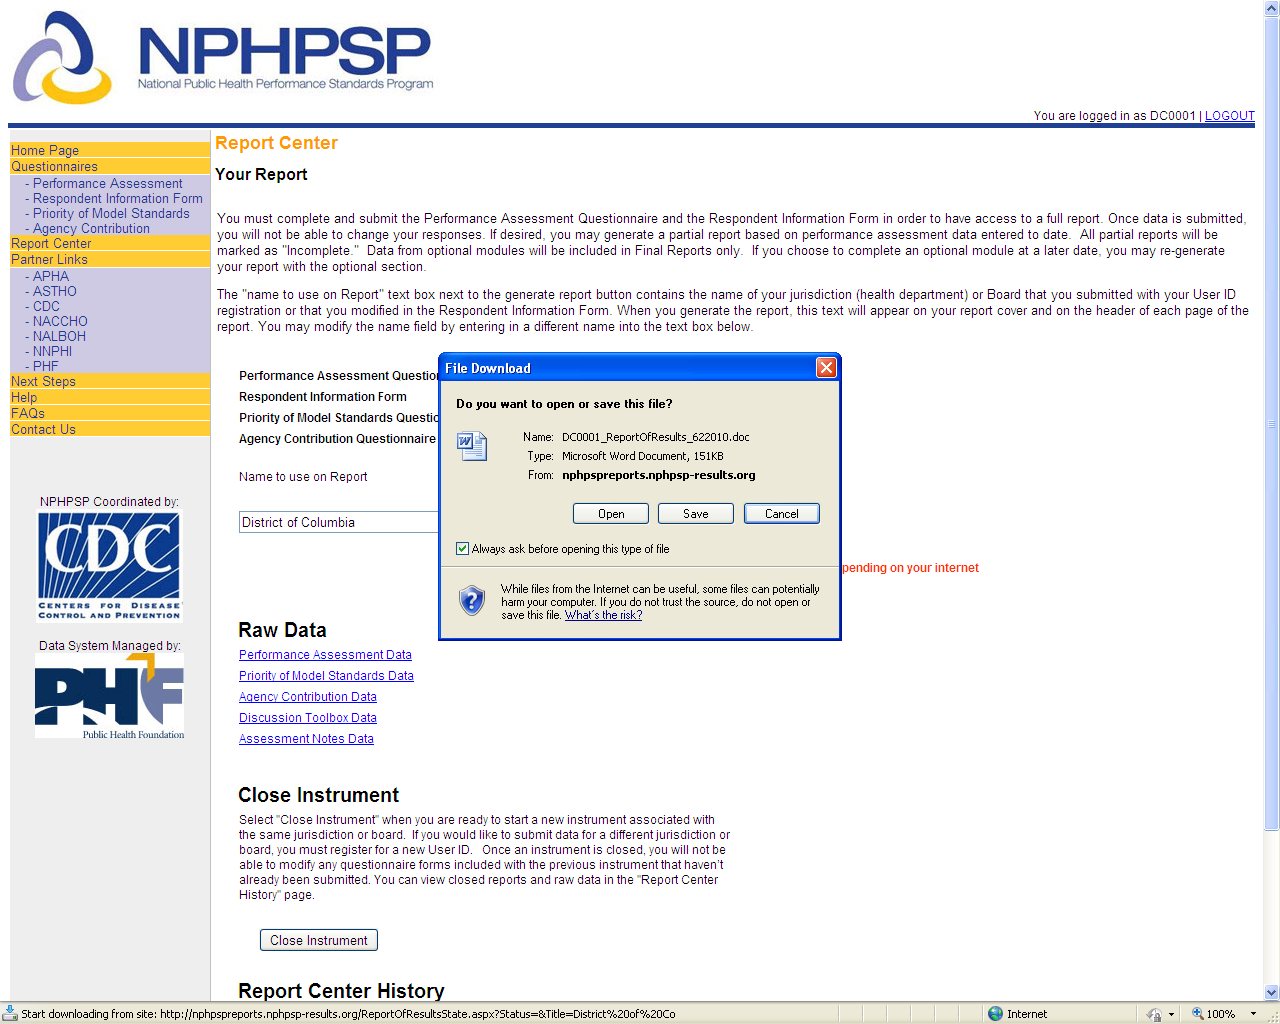 NPHPSP
National Public Health Performance Standards Program
You are logged in as DC0001 | LOGOUT
Home Page
Questionnaires
- Performance Assessment
- Respondent Information Form
- Priority of Model Standards
- Agency Contribution
Report Center
Partner Links
- APHA
- ASTHO
- CDC
- NACCHO
- NALBOH
- NNPHI
- PHF
Next Steps
Help
FAQs
Contact Us
NPHPSP Coordinated by:
CDC
CENTERS FOR DISEASE
CONTROL AND PREVENTION
Data System Managed by:
PHF
Public Health Foundation
Report Center
Your Report
You must complete and submit the Performance Assessment Questionnaire and the Respondent Information Form in order to have access to a full report. Once data is submitted,
you will not be able to change your responses. If desired, you may generate a partial report based on performance assessment data entered to date. All partial reports will be
marked as "Incomplete." Data from optional modules will be included in Final Reports only. If you choose to complete an optional module at a later date, you may re-generate
your report with the optional section.
The "name to use on Report" text box next to the generate report button contains the name of your jurisdiction (health department) or Board that you submitted with your User ID
registration or that you modified in the Respondent Information Form. When you generate the report, this text will appear on your report cover and on the header of each page of the
report. You may modify the name field by entering in a different name into the text box below.
Performance Assessment Question
Respondent Information Form
Priority of Model Standards Questio
Agency Contribution Questionnaire
Name to use on Report
District of Columbia
pending on your internet
File Download
Do you want to open or save this file?
Name: DC0001_ReportOfResults_622010.doc
Type: Microsoft Word Document, 151KB
From: nphpspreports.nphpsp-results.org
Open Save Cancel
Always ask before opening this type of file
While files from the Internet can be useful, some files can potentially
harm your computer. If you do not trust the source, do not open or
save this file. What's the risk?
Raw Data
Performance Assessment Data
Priority of Model Standards Data
Agency Contribution Data
Discussion Toolbox Data
Assessment Notes Data
Close Instrument
Select "Close Instrument" when you are ready to start a new instrument associated with
the same jurisdiction or board. If you would like to submit data for a different jurisdiction or
board, you must register for a new User ID. Once an instrument is closed, you will not be
able to modify any questionnaire forms included with the previous instrument that haven't
already been submitted. You can view closed reports and raw data in the "Report Center
History" page.
Close Instrument
Report Center History
Start downloading from site: http://nphpspreports.nphpsp-results.org/ReportOfResultsState.aspx?Status=&Title=District%20of%20Co
Internet
100%